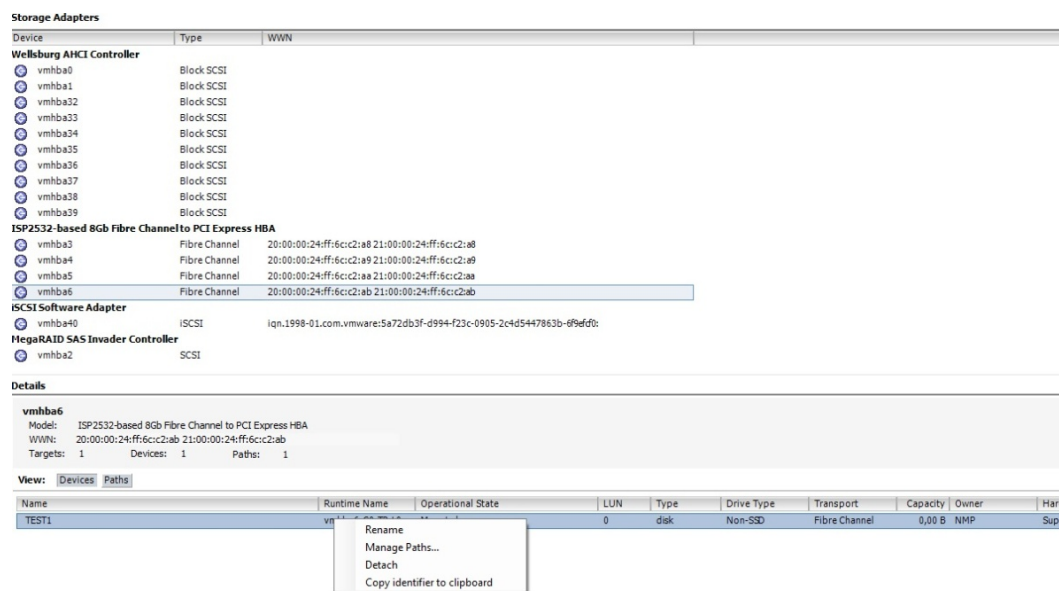 Storage Adapters
Device Type WWN
Wellsburg AHCI Controller
vmhba0 Block SCSI
vmhba1 Block SCSI
vmhba32 Block SCSI
vmhba33 Block SCSI
vmhba34 Block SCSI
vmhba35 Block SCSI
vmhba36 Block SCSI
vmhba37 Block SCSI
vmhba38 Block SCSI
vmhba39 Block SCSI
ISP2532-based 8Gb Fibre Channel to PCI Express HBA
vmhba3 Fibre Channel 20:00:00:24:ff:6c:c2:a8 21:00:00:24:ff:6c:c2:a8
vmhba4 Fibre Channel 20:00:00:24:ff:6c:c2:a9 21:00:00:24:ff:6c:c2:a9
vmhba5 Fibre Channel 20:00:00:24:ff:6c:c2:aa 21:00:00:24:ff:6c:c2:aa
vmhba6 Fibre Channel 20:00:00:24:ff:6c:c2:ab 21:00:00:24:ff:6c:c2:ab
iSCSI Software Adapter
vmhba40 iSCSI iqn.1998-01.com.vmware:5a72db3f-d994-f23c-0905-2c4d5447863b-6f9efdf0:
MegaRAID SAS Invader Controller
vmhba2 SCSI
Details
vmhba6
Model: ISP2532-based 8Gb Fibre Channel to PCI Express HBA
WWN: 20:00:00:24:ff:6c:c2:ab 21:00:00:24:ff:6c:c2:ab
Targets: 1 Devices: 1 Paths: 1
View: Devices Paths
Name Runtime Name Operational State LUN Type Drive Type Transport Capacity Owner Har
TEST1 0 disk Non-SSD Fibre Channel 0,00 B NMP Sup
Rename
Manage Paths...
Detach
Copy identifier to clipboard